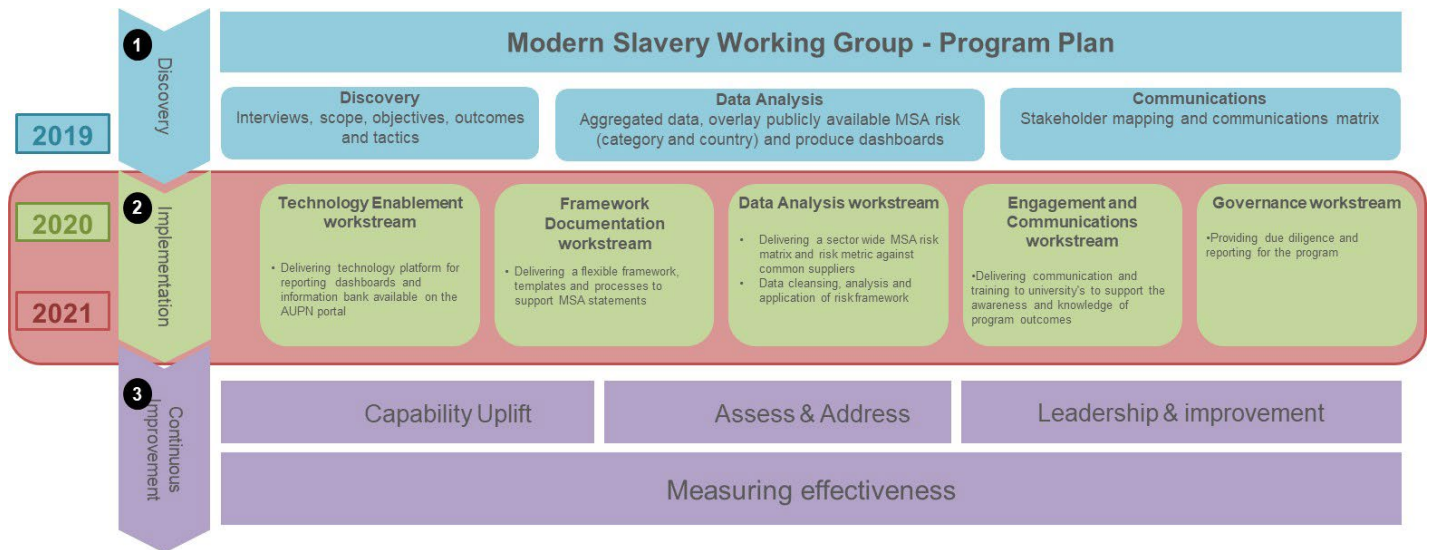 1
Discovery
Modern Slavery Working Group - Program Plan
2019
Discovery
Interviews, scope, objectives, outcomes
and tactics
Data Analysis
Aggregated data, overlay publicly available MSA risk
(category and country) and produce dashboards
Communications
Stakeholder mapping and communications matrix
2020
2021
2
Implementation
Technology Enablement
workstream
• Delivering technology platform for
reporting dashboards and
information bank available on the
AUPN portal
Framework
Documentation
workstream
• Delivering a flexible framework,
templates and processes to
support MSA statements
Data Analysis workstream
• Delivering a sector wide MSA risk
matrix and risk metric against
common suppliers
• Data cleansing, analysis and
application of risk framework
Engagement and
Communications
workstream
•Delivering communication and
training to university's to support the
awareness and knowledge of
program outcomes
Governance workstream
•Providing due diligence and
reporting for the program
3
Continuous
Improvement
Capability Uplift
Assess & Address
Leadership & improvement
Measuring effectiveness